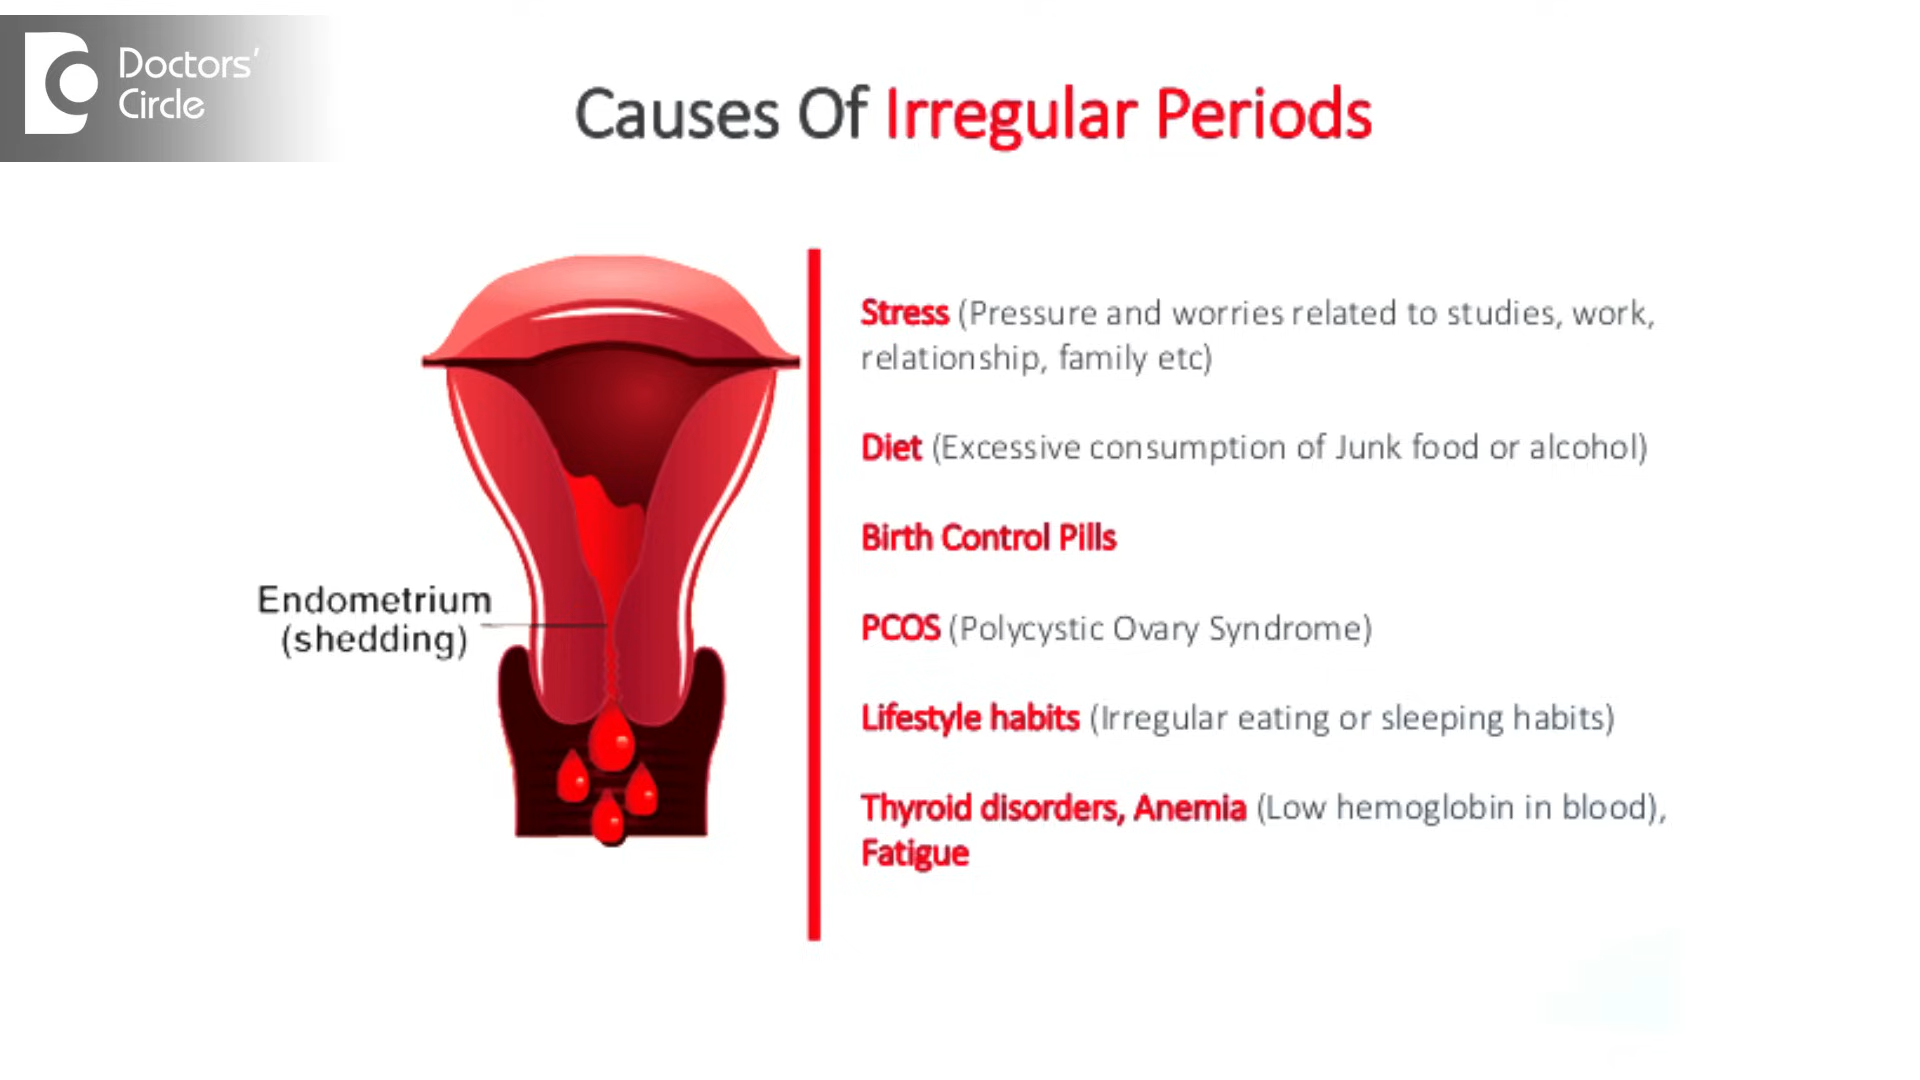 Doctors'
Circle
Causes Of Irregular Periods
Stress (Pressure and worries related to studies, work,
relationship, family etc)
Diet (Excessive consumption of Junk food or alcohol)
Birth Control Pills
Endometrium
(shedding)
PCOS (Polycystic Ovary Syndrome)
Lifestyle habits (Irregular eating or sleeping habits)
Thyroid disorders, Anemia (Low hemoglobin in blood),
Fatigue